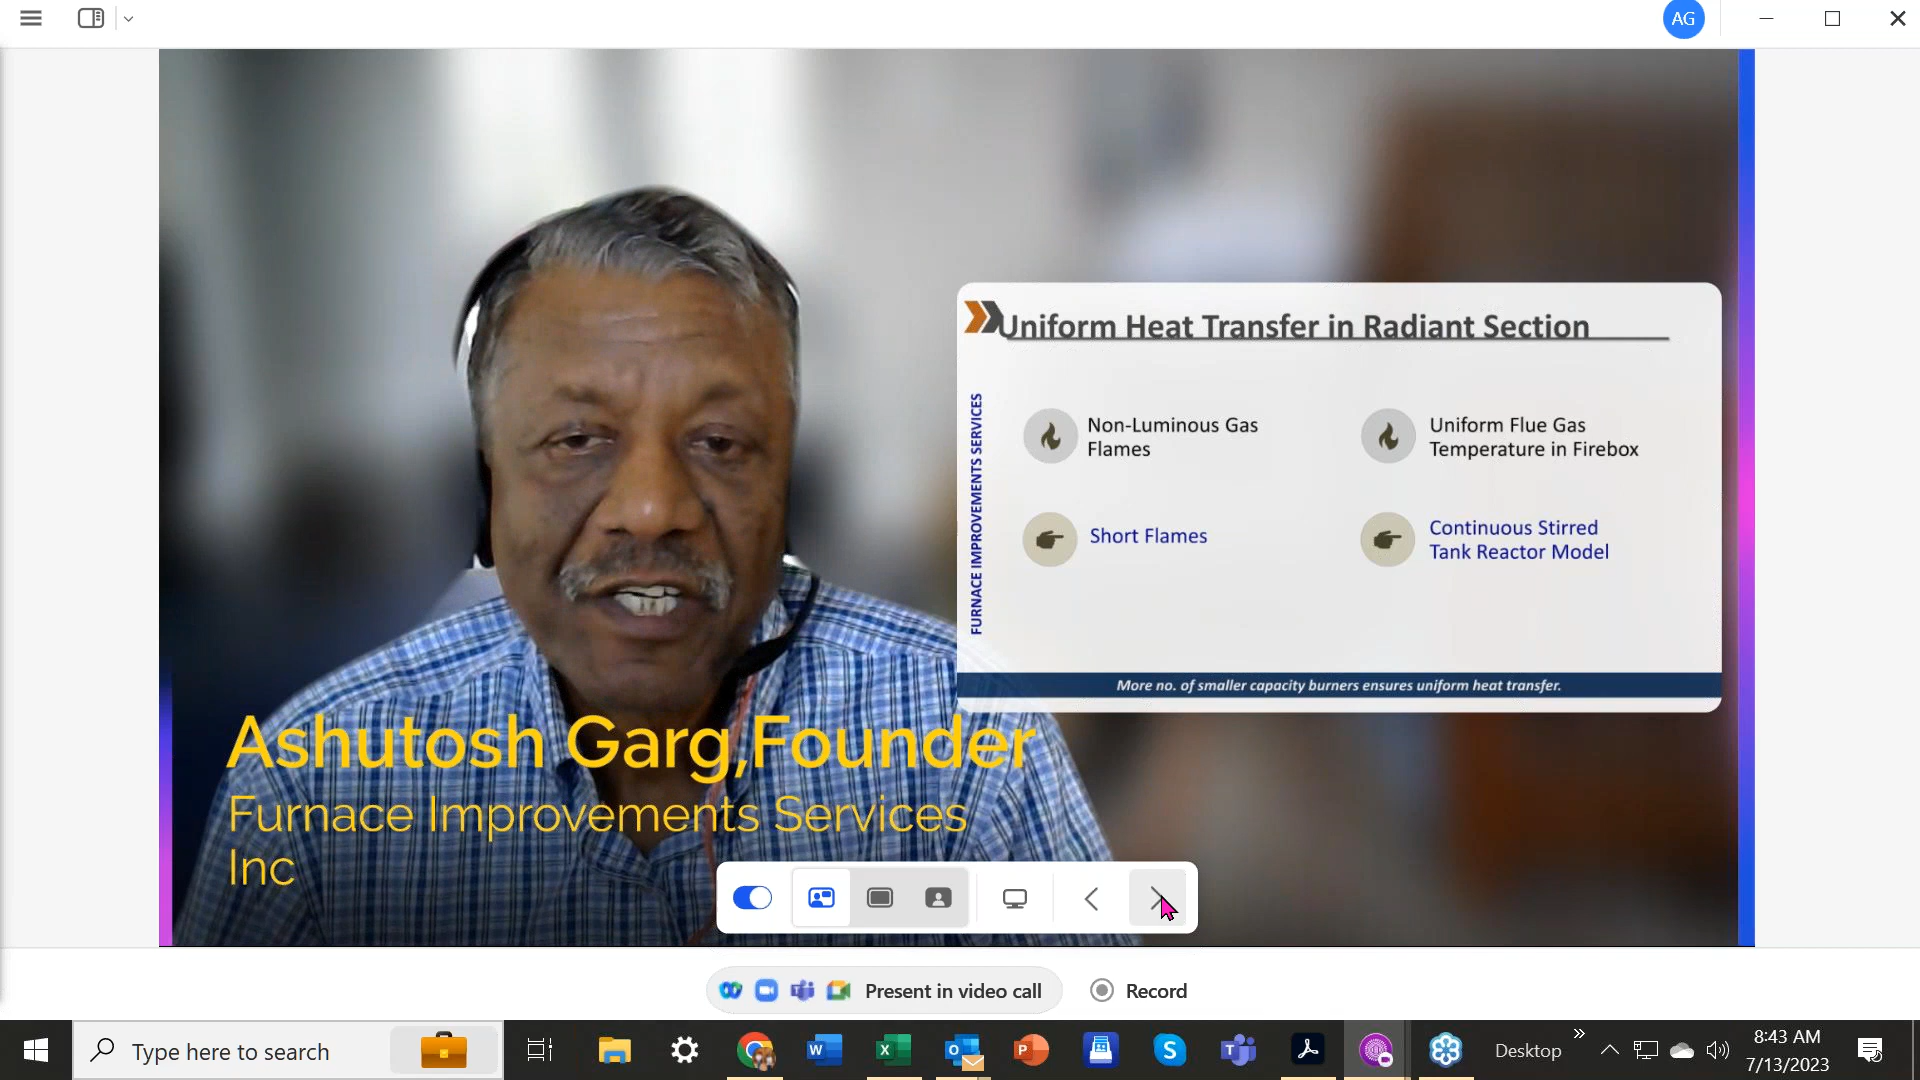 AG
Uniform Heat Transfer in Radiant Section
FURNACE IMPROVEMENTS SERVICES
Non-Luminous Gas
Flames
Uniform Flue Gas
Temperature in Firebox
Short Flames
Continuous Stirred
Tank Reactor Model
More no. of smaller capacity burners ensures uniform heat transfer.
Ashutosh Garg,Founder
Furnace Improvements Services
Inc
Present in video call
Record
Type here to search
Desktop
8:43 AM
7/13/2023